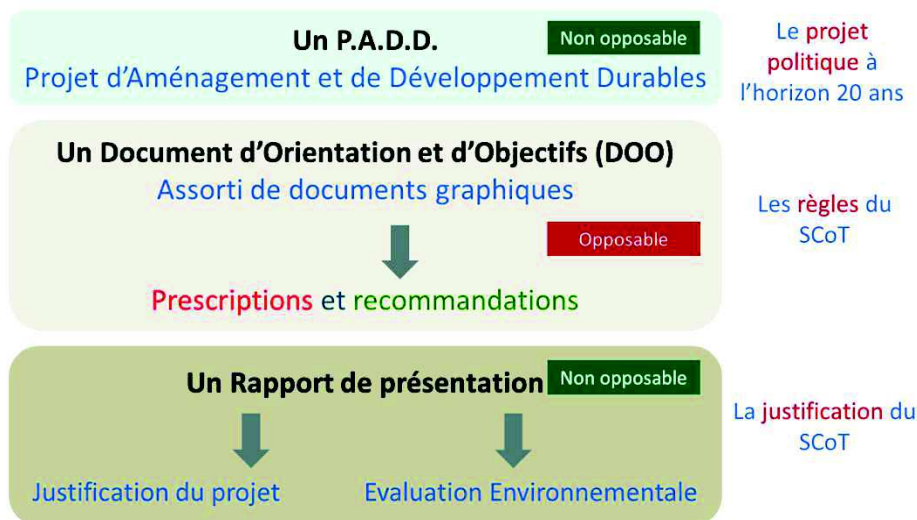 Un P.A.D.D.
Non opposable
Projet d’Aménagement et de Développement Durables
Le projet
politique à
l’horizon 20 ans
Un Document d’Orientation et d’Objectifs (DOO)
Assorti de documents graphiques
Opposable
Prescriptions et recommandations
Les règles du
SCoT
Un Rapport de présentation
Non opposable
Justification du projet
Evaluation Environnementale
La justification du
SCoT